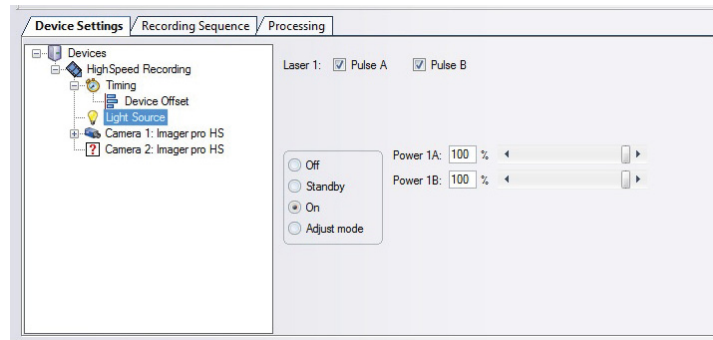 Device Settings Recording Sequence Processing
Devices
HighSpeed Recording
Timing
Device Offset
Light Source
Camera 1: Imager pro HS
? Camera 2: Imager pro HS
Laser 1: Pulse A Pulse B
Off
Standby
On
Adjust mode
Power 1A: 100 %
Power 1B: 100 %